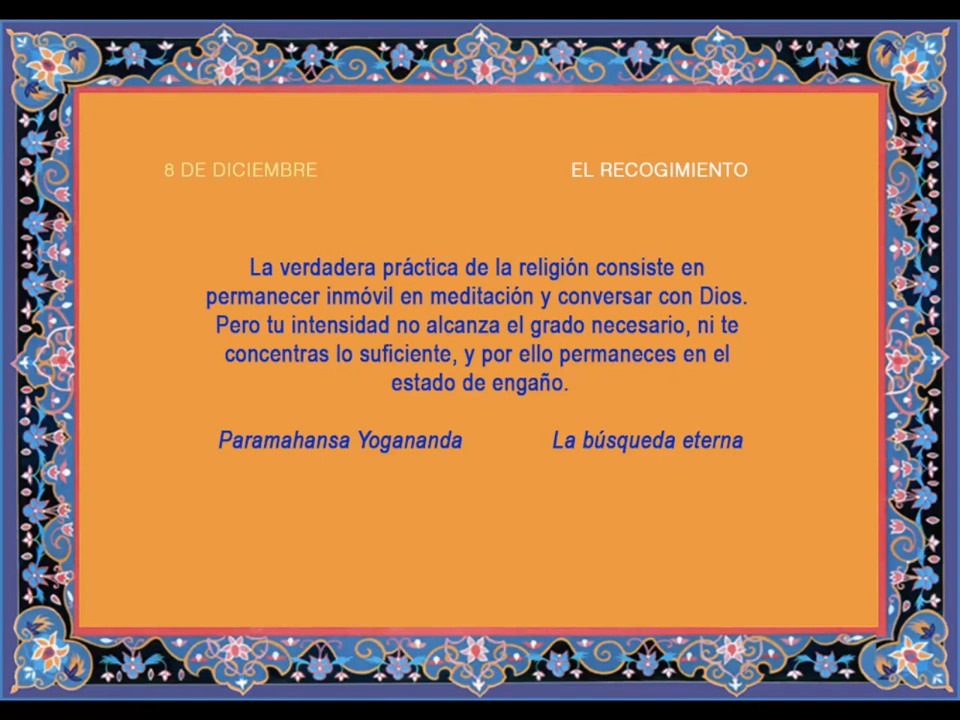 8 DE DICIEMBRE
EL RECOGIMIENTO
La verdadera práctica de la religión consiste en
permanecer inmóvil en meditación y conversar con Dios.
Pero tu intensidad no alcanza el grado necesario, ni te
concentras lo suficiente, y por ello permaneces en el
estado de engaño.
Paramahansa Yogananda
La búsqueda eterna